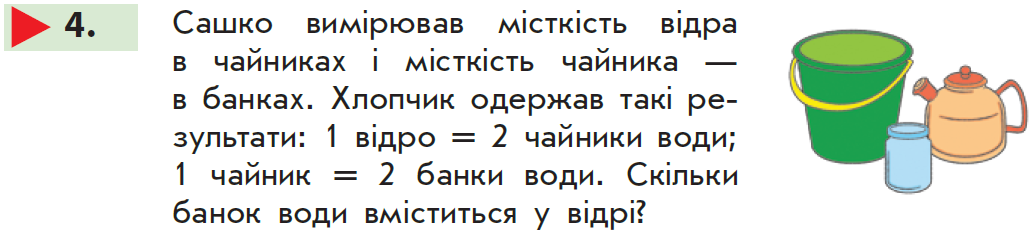 4. Сашко вимірював місткість відра
в чайниках і місткість чайника —
в банках. Хлопчик одержав такі ре-
зультати: 1 відро = 2 чайники води;
1 чайник = 2 банки води. Скільки
банок води вміститься у відрі?